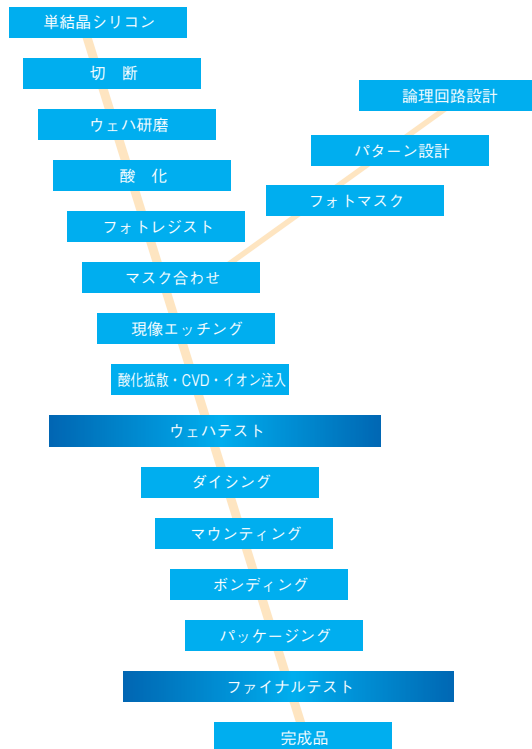 単結晶シリコン
切　断
ウェハ研磨
酸　化
フォトレジスト
論理回路設計
パターン設計
フォトマスク
マスク合わせ
現像エッチング
酸化拡散・CVD・イオン注入
ウェハテスト
ダイシング
マウンティング
ボンディング
パッケージング
ファイナルテスト
完成品